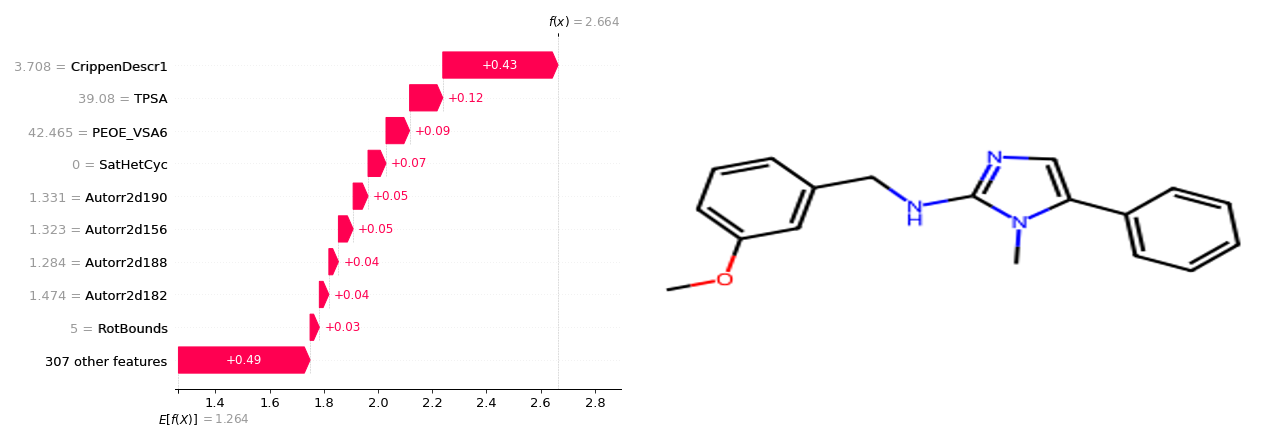 f(x) = 2.664
3.708 = CrippenDescr1 +0.43
39.08 = TPSA +0.12
42.465 = PEOE_VSA6 +0.09
0 = SatHetCyc +0.07
1.331 = Autorr2d190 +0.05
1.323 = Autorr2d156 +0.05
1.284 = Autorr2d188 +0.04
1.474 = Autorr2d182 +0.04
5 = RotBounds +0.03
307 other features +0.49
1.4 1.6 1.8 2.0 2.2 2.4 2.6 2.8
E[f(X)] = 1.264
N
N
H
N
O